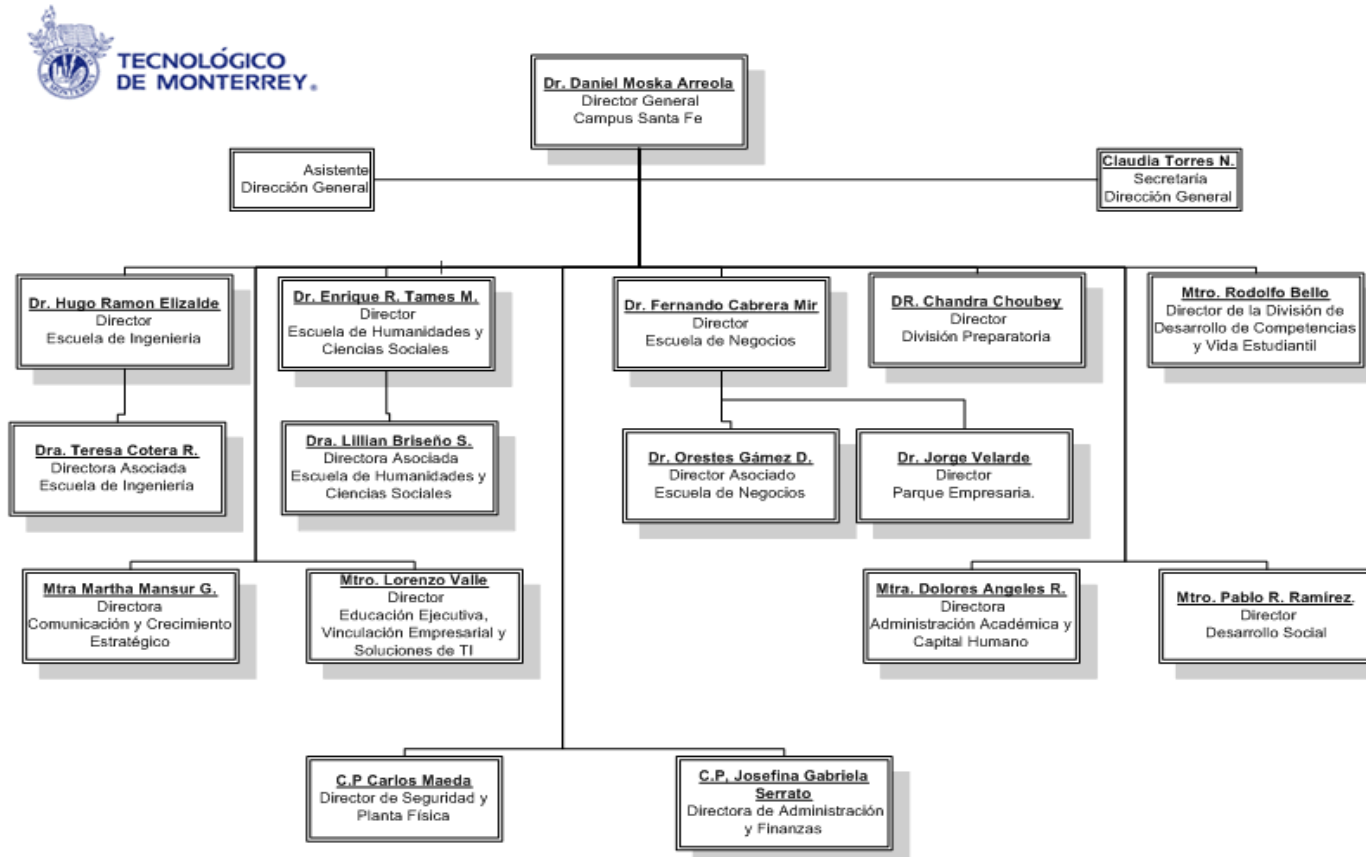 TECNOLÓGICO
DE MONTERREY®
Dr. Daniel Moska Arreola
Director General
Campus Santa Fe
Asistente
Dirección General
Claudia Torres N.
Secretaría
Dirección General
Dr. Hugo Ramon Elizalde
Director
Escuela de Ingenieria
Dr. Enrique R. Tames M.
Director
Escuela de Humanidades y
Ciencias Sociales
Dr. Fernando Cabrera Mir
Director
Escuela de Negocios
DR. Chandra Choubey
Director
División Preparatoria
Mtro. Rodolfo Bello
Director de la División de
Desarrollo de Competencias
y Vida Estudiantil
Dra. Teresa Cotera R.
Directora Asociada
Escuela de Ingeniería
Dra. Lillian Briseño S.
Directora Asociada
Escuela de Humanidades y
Ciencias Sociales
Dr. Orestes Gámez D.
Director Asociado
Escuela de Negocios
Dr. Jorge Velarde
Director
Parque Empresaria.
Mtra Martha Mansur G.
Directora
Comunicación y Crecimiento
Estratégico
Mtro. Lorenzo Valle
Director
Educación Ejecutiva,
Vinculación Empresarial y
Soluciones de TI
Mtra. Dolores Angeles R.
Directora
Administración Académica y
Capital Humano
Mtro. Pablo R. Ramirez.
Director
Desarrollo Social
C.P Carlos Maeda
Director de Seguridad y
Planta Física
C.P. Josefina Gabriela
Serrato
Directora de Administración
y Finanzas